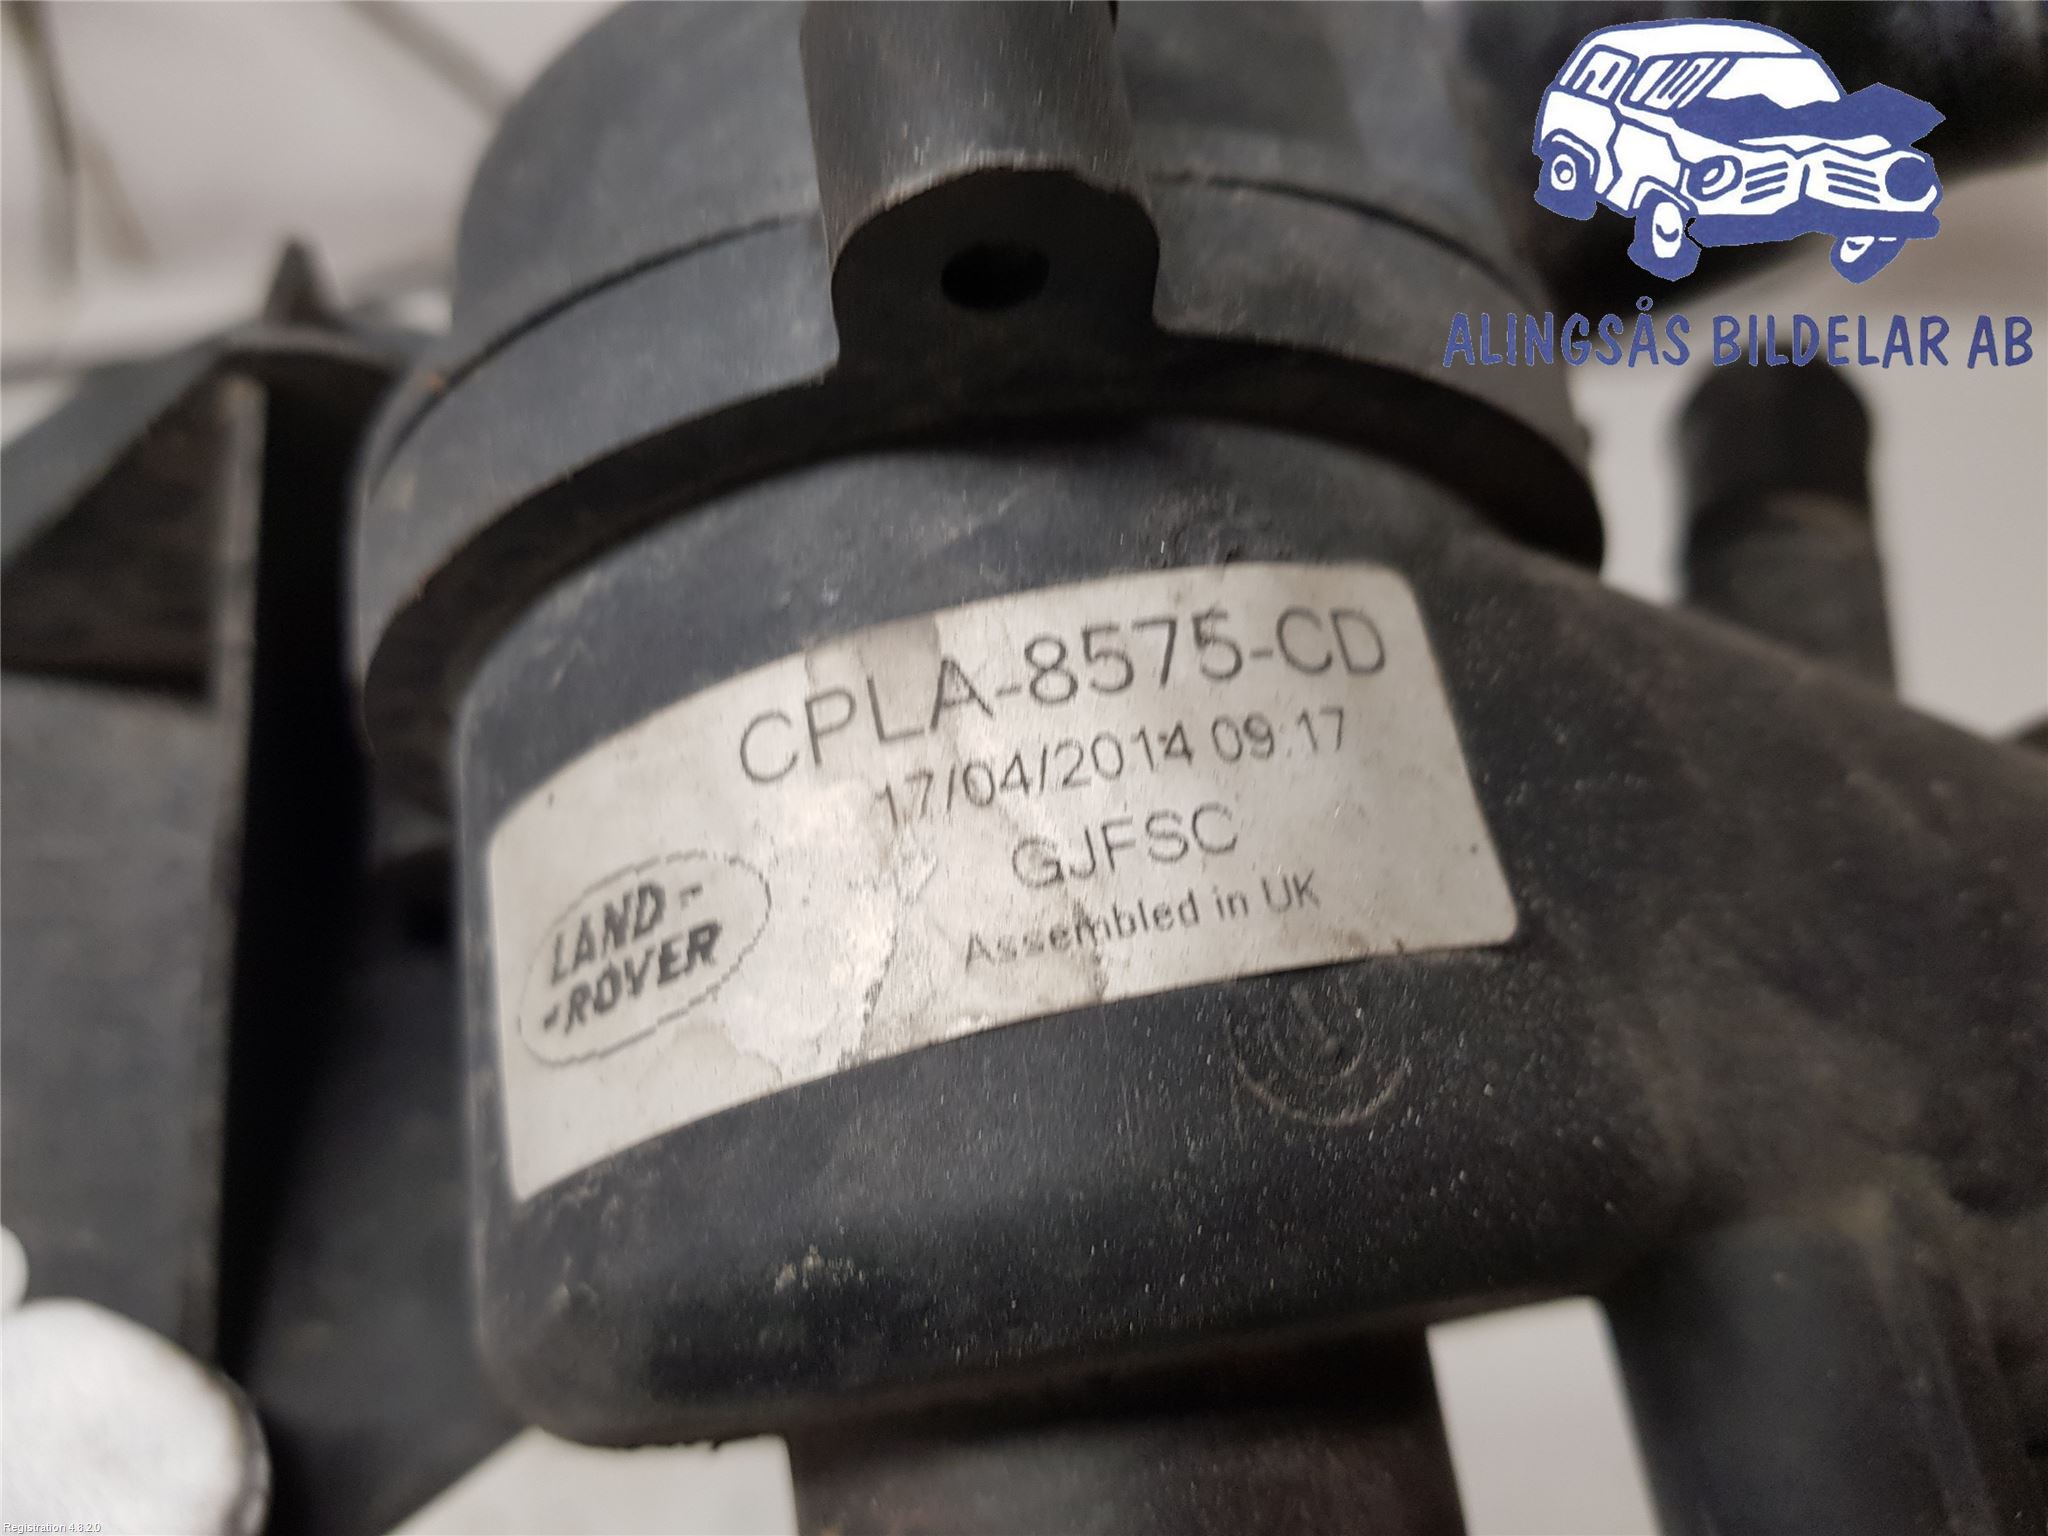 ALINGSÅS BILDELAR AB
CPLA-8575-CD
17/04/2014 09:17
GJFSC
Assembled in UK
LAND-
-ROVER
Registration 4.8.2.0